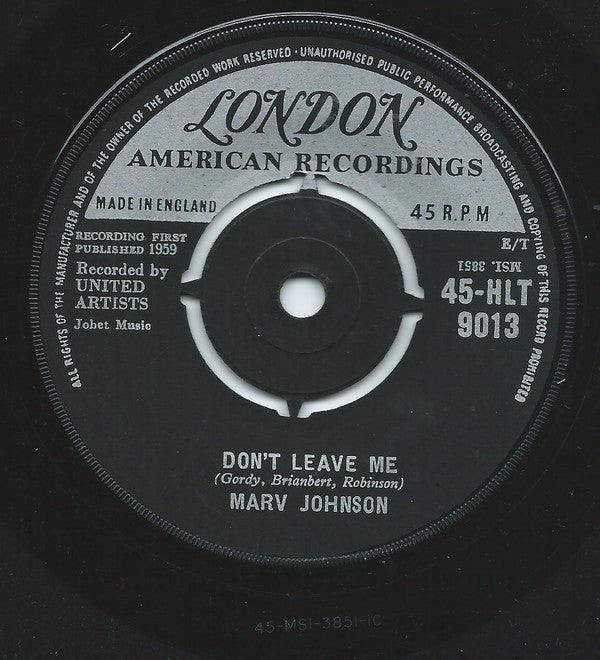 ALL RIGHTS OF THE MANUFACTURER AND OF THE OWNER OF THE RECORDED WORK RESERVED · UNAUTHORISED PUBLIC PERFORMANCE BROADCASTING AND COPYING OF THIS RECORD PROHIBITED
LONDON
AMERICAN RECORDINGS
MADE IN ENGLAND
45 R.P.M
RECORDING FIRST
PUBLISHED 1959
Recorded by
UNITED
ARTISTS
Jobet Music
E/T
MSI. 3851
45-HLT
9013
DON'T LEAVE ME
(Gordy, Brianbert, Robinson)
MARV JOHNSON
45-MSI-3851-1C